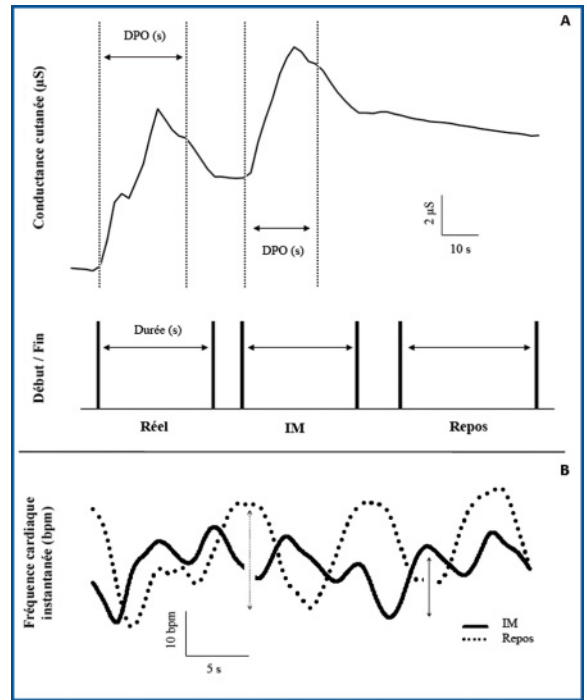 A
DPO (s)
Conductance cutanée (µS)
DPO (s)
2 µS
10 s
Début / Fin
Durée (s)
Réel
IM
Repos
B
Fréquence cardiaque
instantanée (bpm)
10 bpm
5 s
IM
Repos